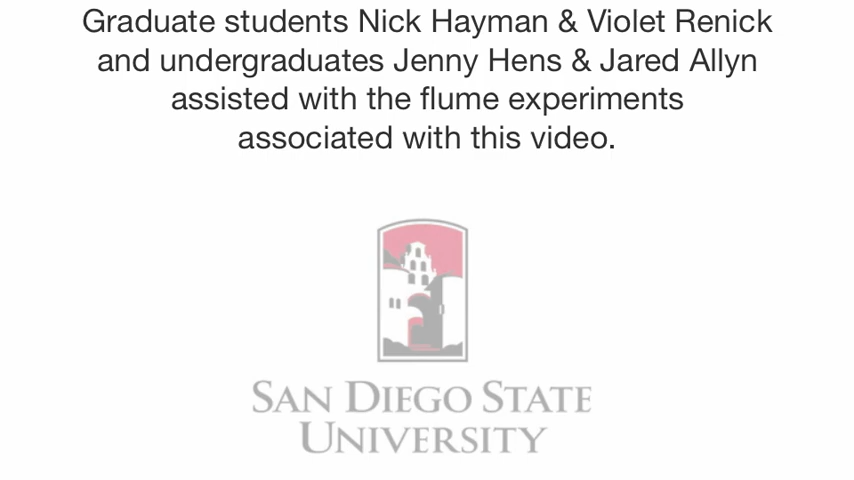 Graduate students Nick Hayman & Violet Renick
and undergraduates Jenny Hens & Jared Allyn
assisted with the flume experiments
associated with this video.
SAN DIEGO STATE
UNIVERSITY